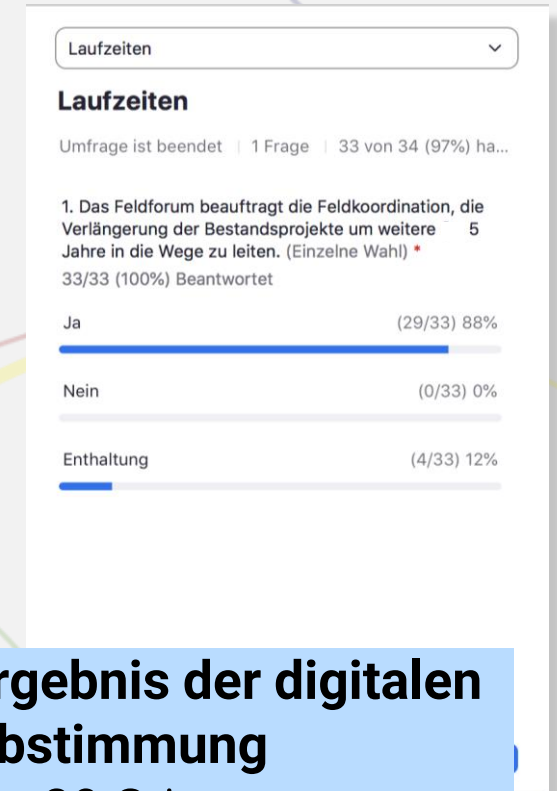 Laufzeiten
Laufzeiten
Umfrage ist beendet | 1 Frage | 33 von 34 (97%) ha...
1. Das Feldforum beauftragt die Feldkoordination, die
Verlängerung der Bestandsprojekte um weitere 5
Jahre in die Wege zu leiten. (Einzelne Wahl) *
33/33 (100%) Beantwortet
Ja (29/33) 88%
Nein (0/33) 0%
Enthaltung (4/33) 12%
rgebnis der digitalen
bstimmung